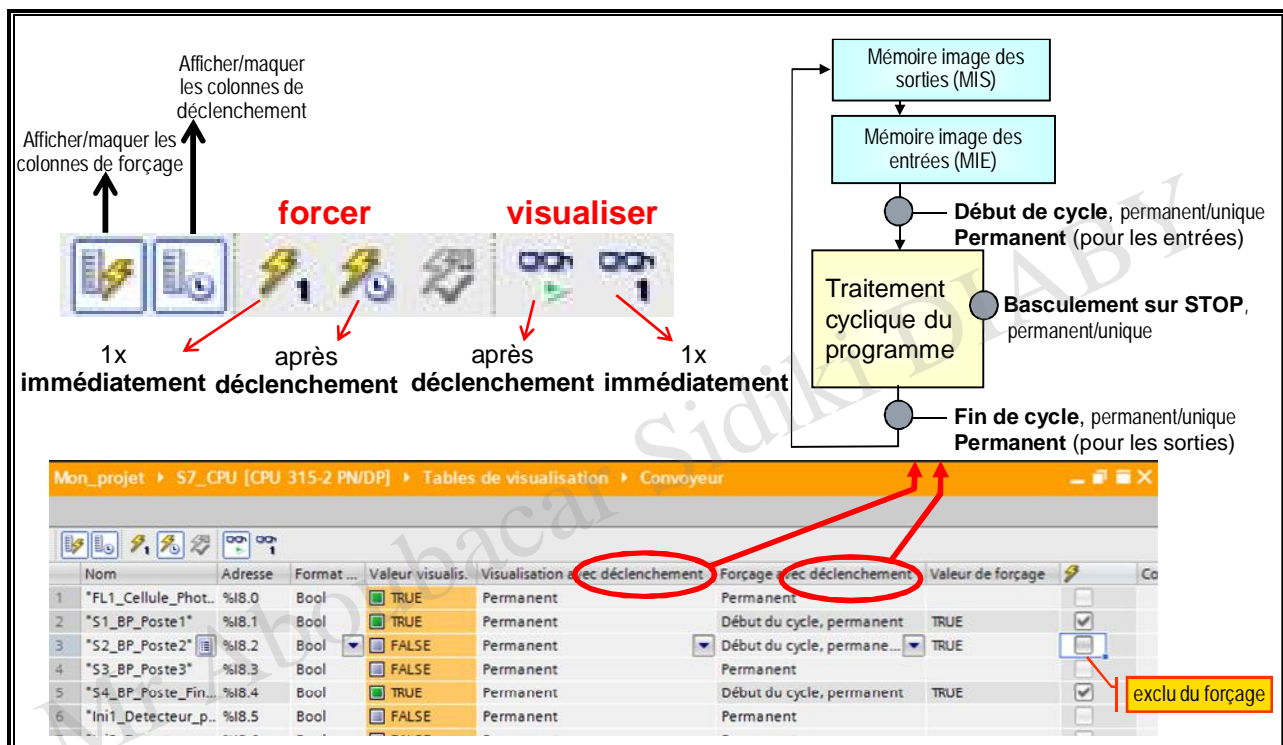 Afficher/maquer
les colonnes de
déclenchement
Afficher/maquer les
colonnes de forçage
forcer
visualiser
1
1
1x
immédiatement
après
déclenchement
après
déclenchement
1x
immédiatement
Mémoire image des
sorties (MIS)
Mémoire image des
entrées (MIE)
Début de cycle, permanent/unique
Permanent (pour les entrées)
Traitement
cyclique du
programme
Basculement sur STOP,
permanent/unique
Fin de cycle, permanent/unique
Permanent (pour les sorties)
Mon_projet ▸ S7_CPU [CPU 315-2 PN/DP] ▸ Tables de visualisation ▸ Convoyeur
Nom Adresse Format ... Valeur visualis. Visualisation avec déclenchement Forçage avec déclenchement Valeur de forçage Co
1 "FL1_Cellule_Phot.. %I8.0 Bool TRUE Permanent Permanent
2 "S1_BP_Poste1" %I8.1 Bool TRUE Permanent Début du cycle, permanent TRUE
3 "S2_BP_Poste2" %I8.2 Bool FALSE Permanent Début du cycle, permane... TRUE
4 "S3_BP_Poste3" %I8.3 Bool FALSE Permanent Permanent
5 "S4_BP_Poste_Fin... %I8.4 Bool TRUE Permanent Début du cycle, permanent TRUE
6 "Ini1_Detecteur_p.. %I8.5 Bool FALSE Permanent Permanent
exclu du forçage
Mr Aboubacar Sidiki DIABY